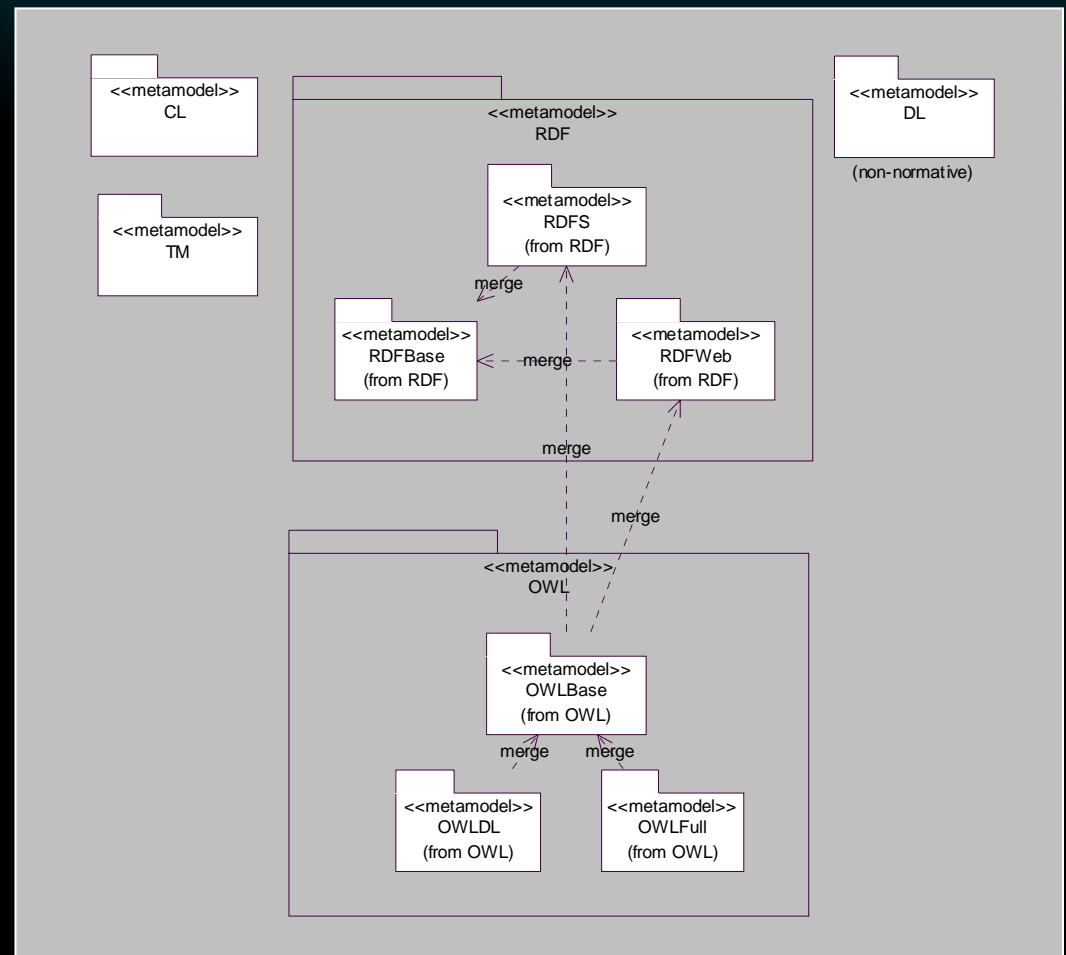 <<metamodel>>
CL
<<metamodel>>
TM
<<metamodel>>
RDF
<<metamodel>>
DL
(non-normative)
<<metamodel>>
RDFS
(from RDF)
merge
<<metamodel>>
RDFBase
(from RDF)
merge
<<metamodel>>
RDFWeb
(from RDF)
merge
merge
<<metamodel>>
OWL
<<metamodel>>
OWLBase
(from OWL)
merge
merge
<<metamodel>>
OWLDL
(from OWL)
<<metamodel>>
OWLFull
(from OWL)